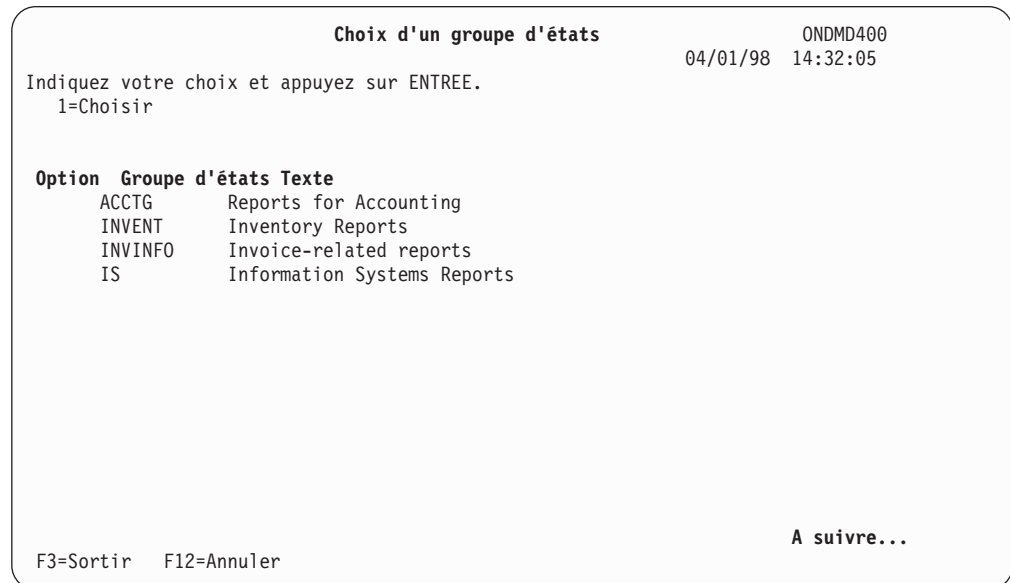 Choix d'un groupe d'états ONDMD400
04/01/98 14:32:05
Indiquez votre choix et appuyez sur ENTREE.
1=Choisir
Option Groupe d'états Texte
ACCTG Reports for Accounting
INVENT Inventory Reports
INVINFO Invoice-related reports
IS Information Systems Reports
A suivre...
F3=Sortir F12=Annuler